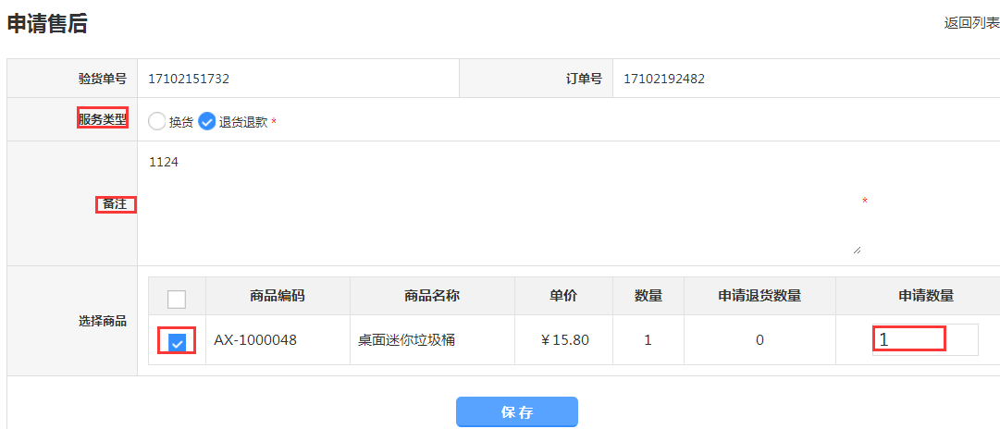 申请售后
返回列表
验货单号 17102151732 订单号 17102192482
服务类型 换货 退货退款 *
备注 1124 *
选择商品
商品编码 商品名称 单价 数量 申请退货数量 申请数量
AX-1000048 桌面迷你垃圾桶 ￥15.80 1 0 1
保存